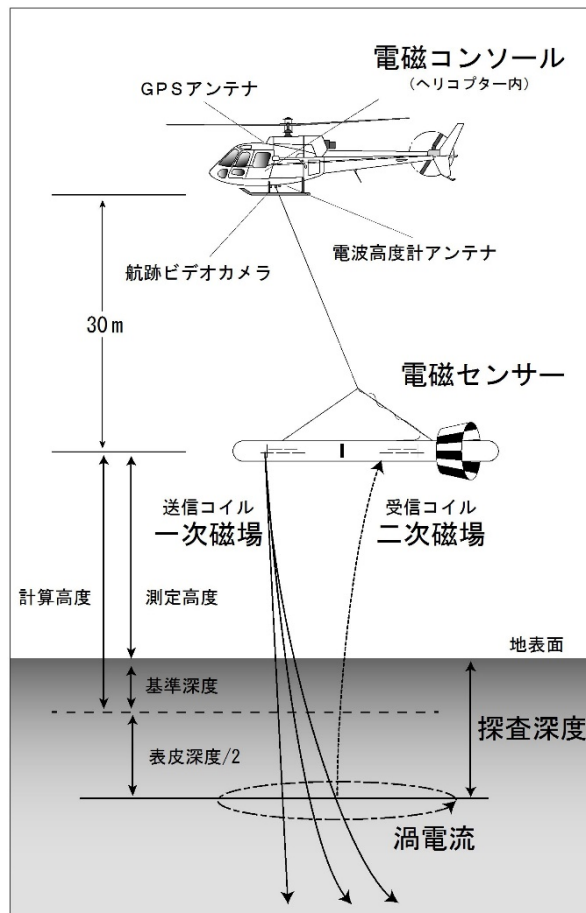 電磁コンソール
(ヘリコプター内)
GPSアンテナ
電波高度計アンテナ
航跡ビデオカメラ
30m
電磁センサー
送信コイル
一次磁場
受信コイル
二次磁場
計算高度
測定高度
地表面
基準深度
探査深度
表皮深度/2
渦電流